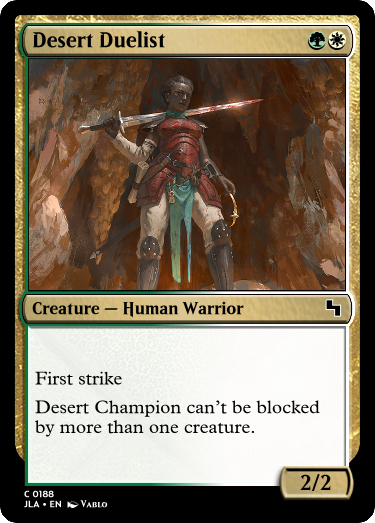 Desert Duelist
Creature — Human Warrior
First strike
Desert Champion can't be blocked
by more than one creature.
2/2
C 0188
JLA • EN Vablo